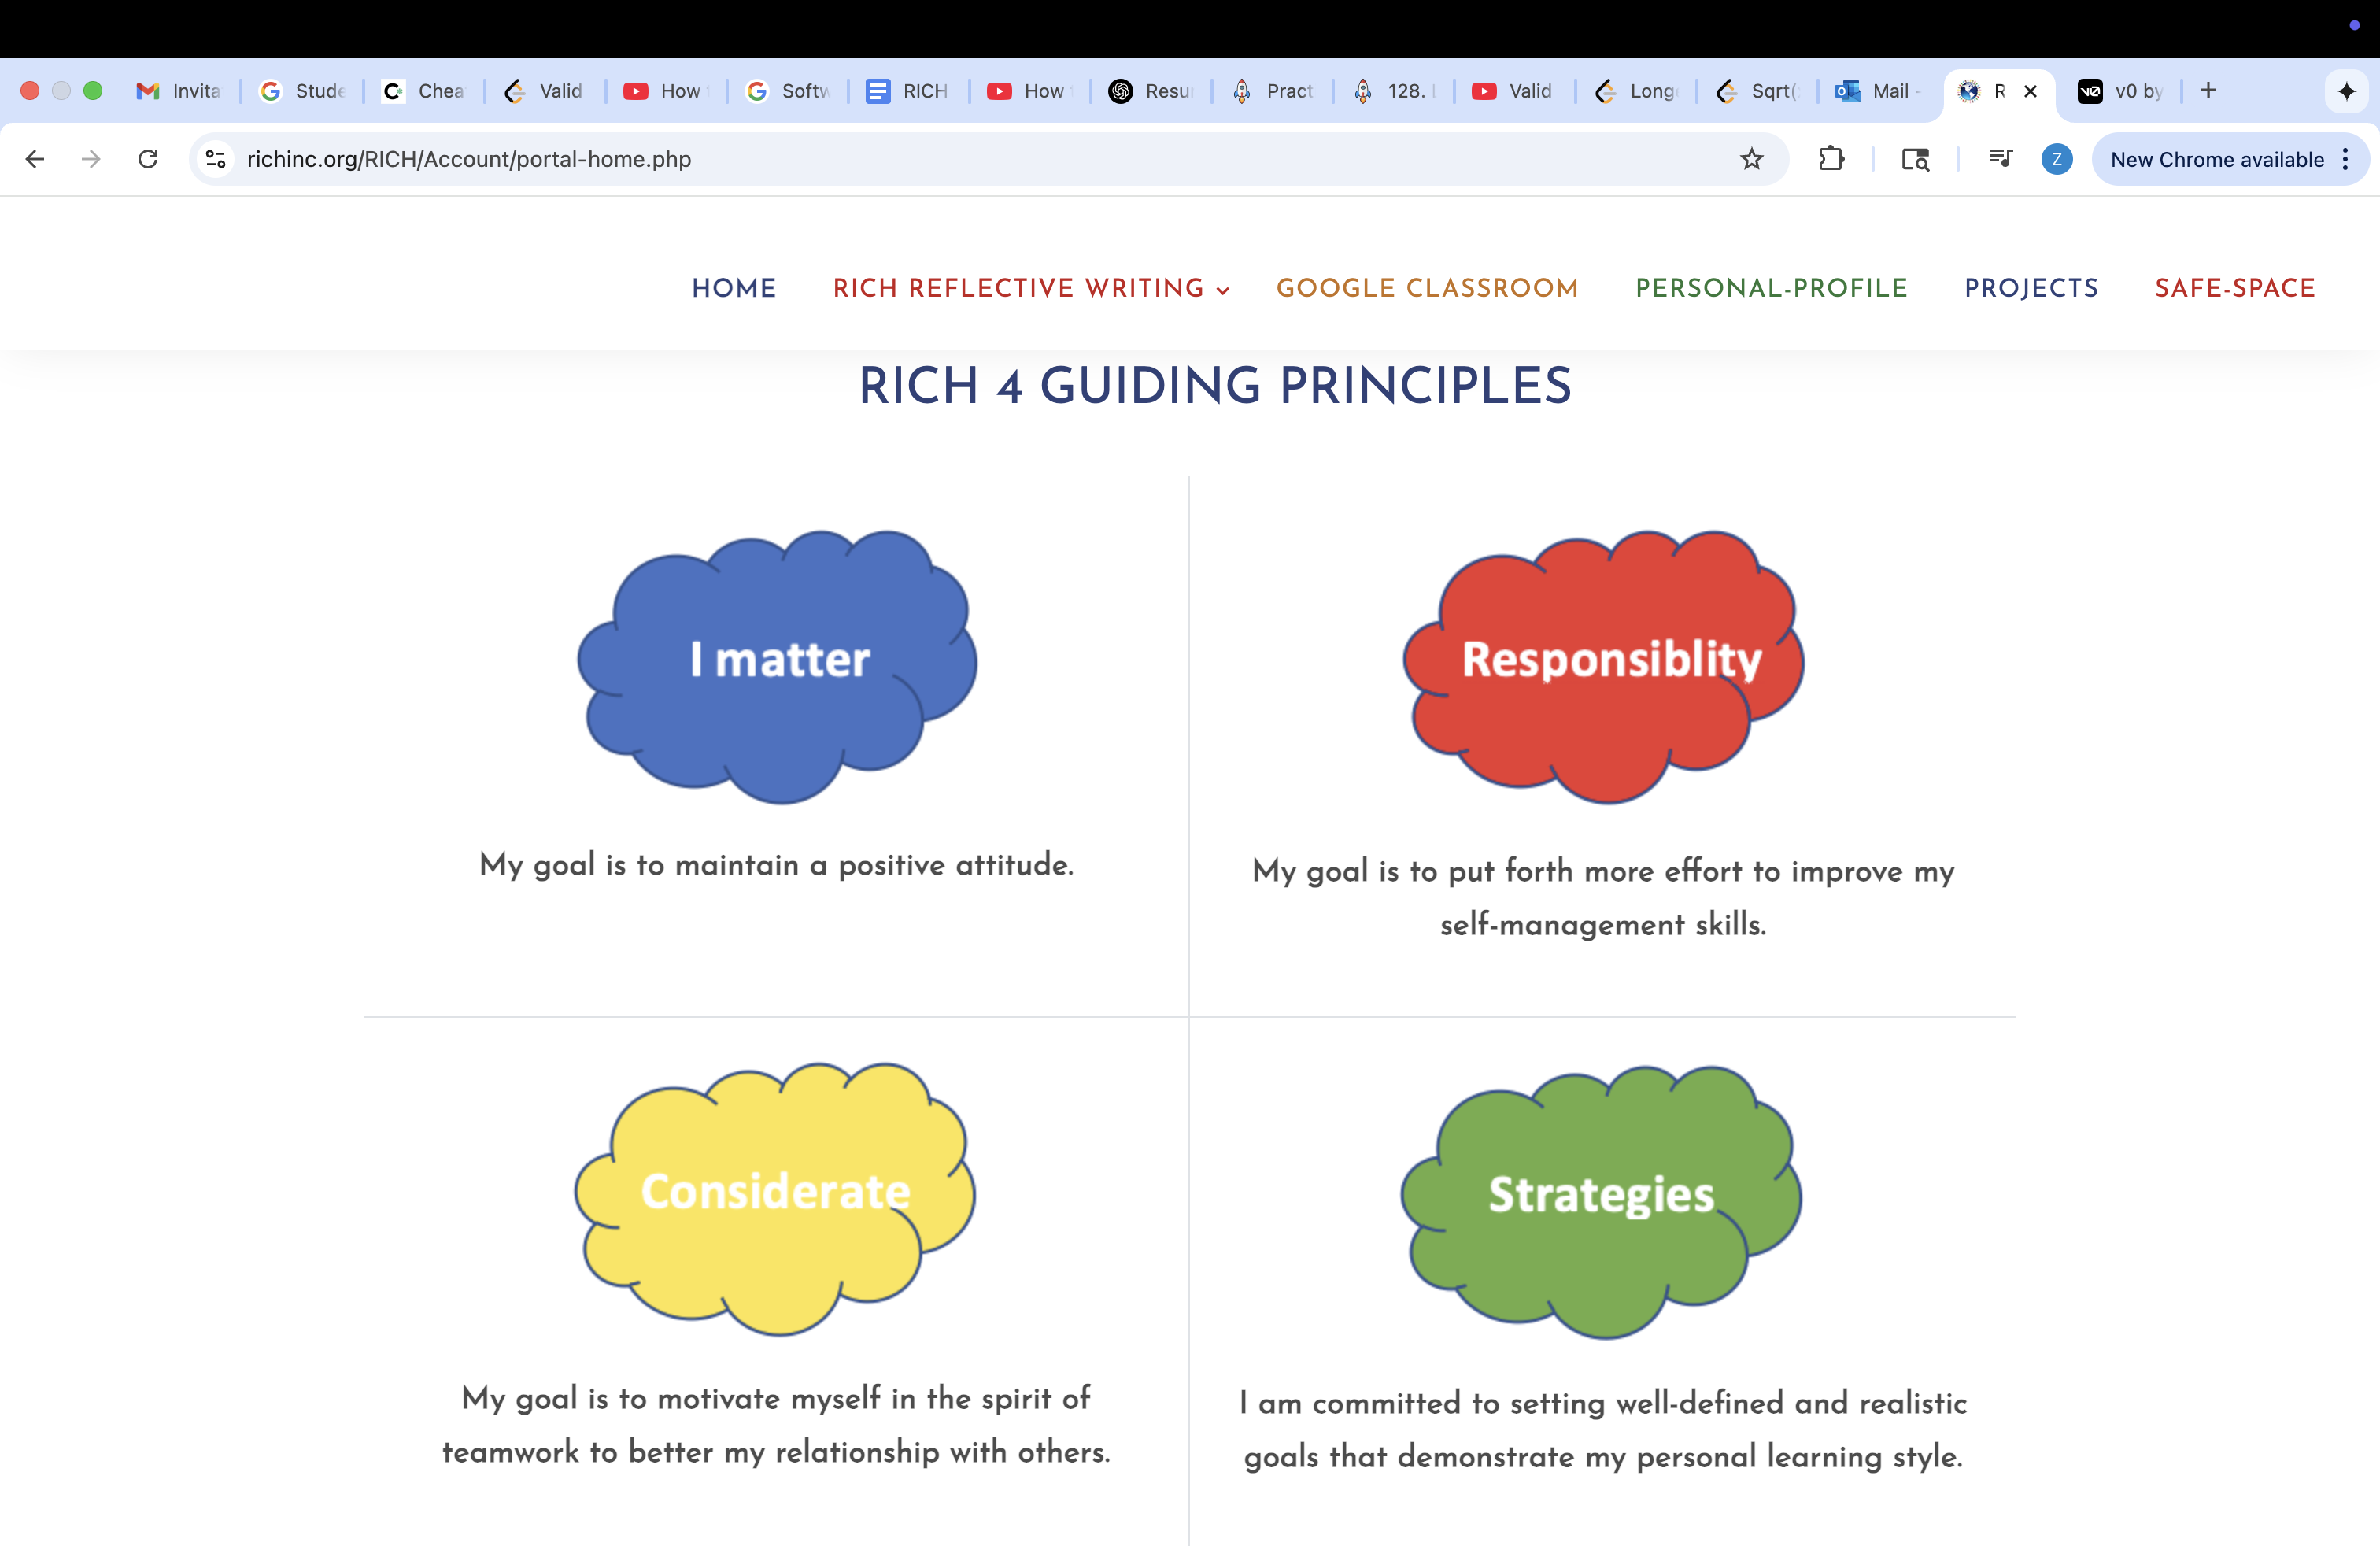 Invita
Stude
Chea
Valid
How
Softw
RICH
How
Resu
Pract
128. L
Valid
Long
Sqrt(
Mail -
R
v0 by
richinc.org/RICH/Account/portal-home.php
Z
New Chrome available
HOME
RICH REFLECTIVE WRITING
GOOGLE CLASSROOM
PERSONAL-PROFILE
PROJECTS
SAFE-SPACE
RICH 4 GUIDING PRINCIPLES
I matter
My goal is to maintain a positive attitude.
Responsiblity
My goal is to put forth more effort to improve my
self-management skills.
Considerate
My goal is to motivate myself in the spirit of
teamwork to better my relationship with others.
Strategies
I am committed to setting well-defined and realistic
goals that demonstrate my personal learning style.